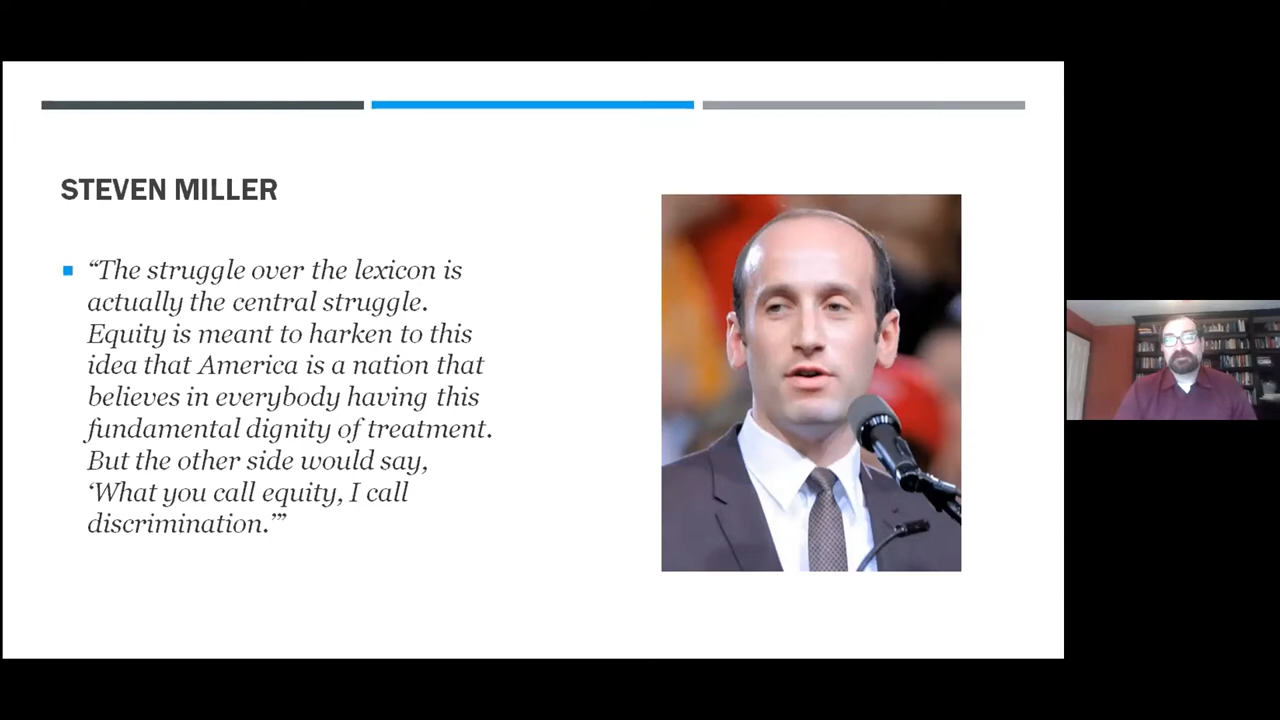 STEVEN MILLER
“The struggle over the lexicon is
actually the central struggle.
Equity is meant to harken to this
idea that America is a nation that
believes in everybody having this
fundamental dignity of treatment.
But the other side would say,
‘What you call equity, I call
discrimination.’”